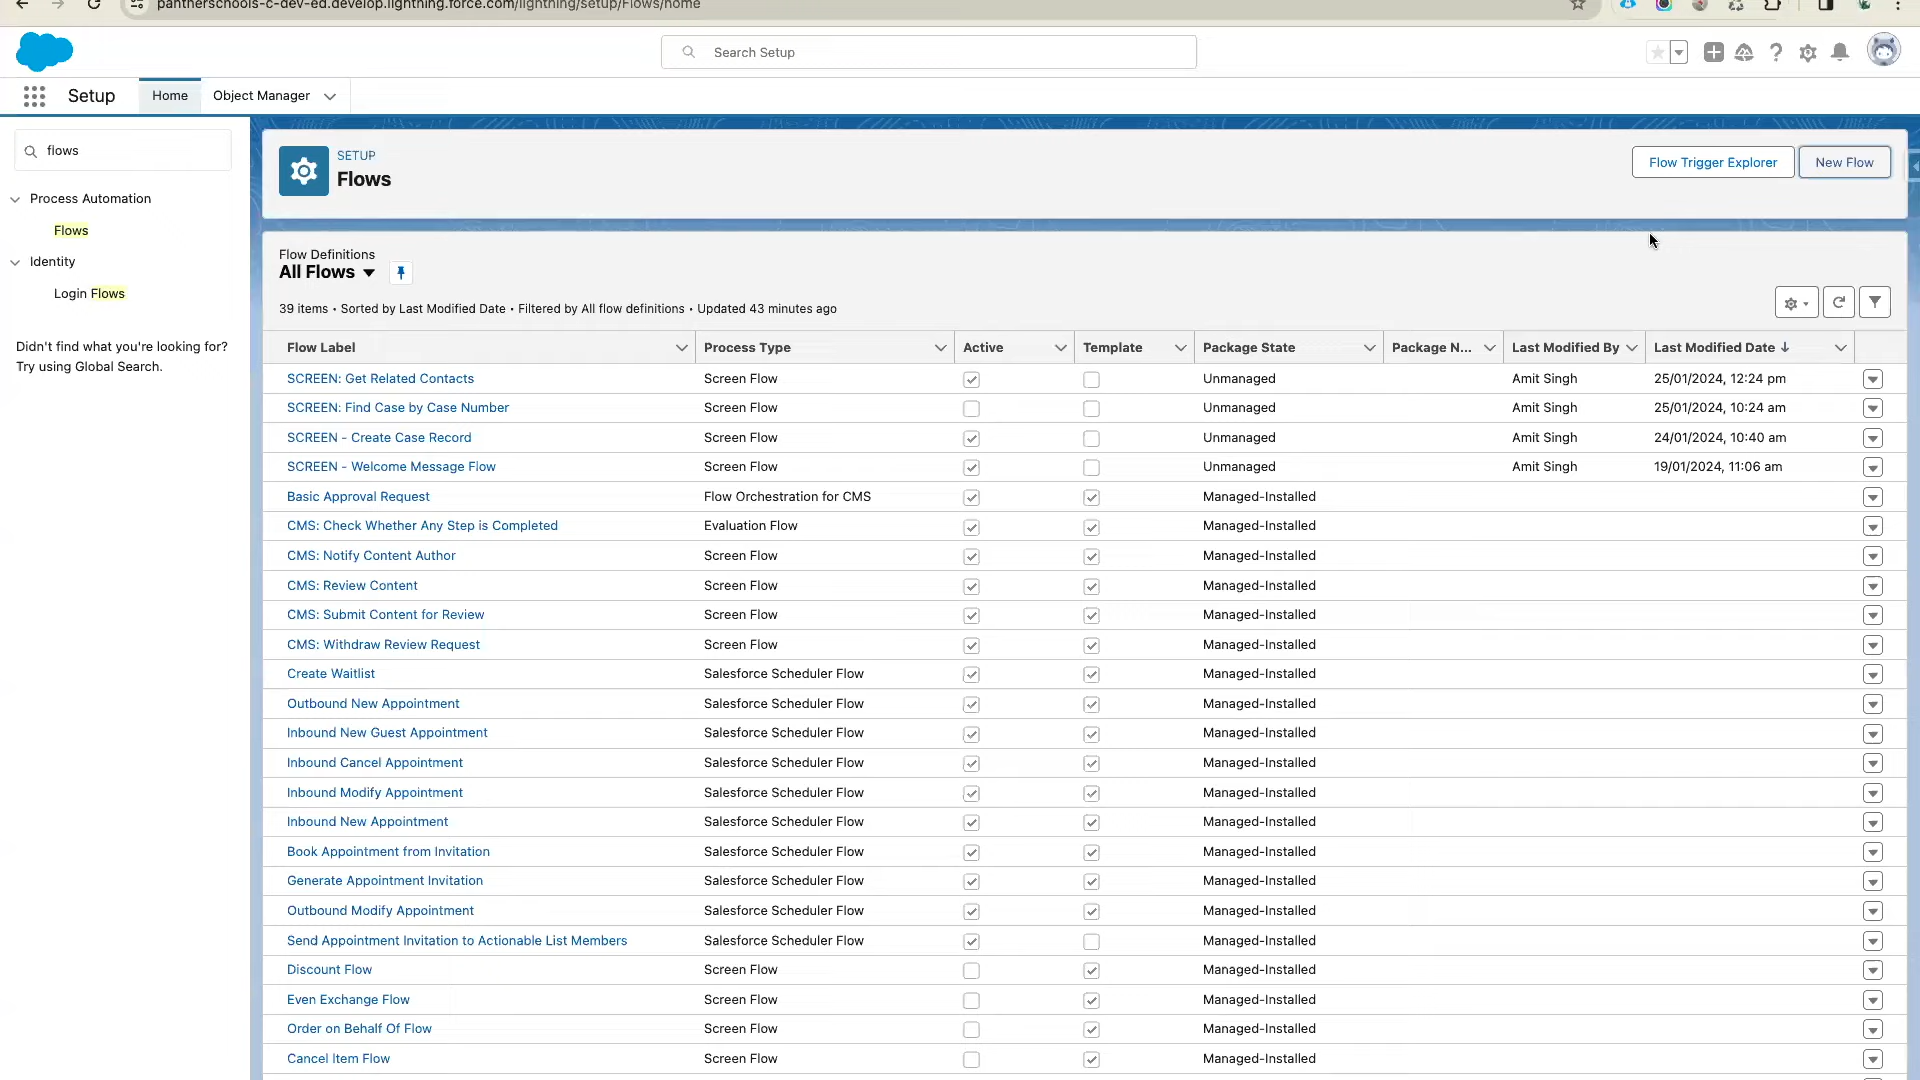 pantherschools-c-dev-ed.develop.lightning.force.com/lightning/setup/Flows/home
Search Setup
Setup
Home
Object Manager
flows
Process Automation
Flows
Identity
Login Flows
Didn't find what you're looking for?
Try using Global Search.
SETUP
Flows
Flow Trigger Explorer
New Flow
Flow Definitions
All Flows
39 items • Sorted by Last Modified Date • Filtered by All flow definitions • Updated 43 minutes ago
Flow Label Process Type Active Template Package State Package N... Last Modified By Last Modified Date
SCREEN: Get Related Contacts Screen Flow Unmanaged Amit Singh 25/01/2024, 12:24 pm
SCREEN: Find Case by Case Number Screen Flow Unmanaged Amit Singh 25/01/2024, 10:24 am
SCREEN - Create Case Record Screen Flow Unmanaged Amit Singh 24/01/2024, 10:40 am
SCREEN - Welcome Message Flow Screen Flow Unmanaged Amit Singh 19/01/2024, 11:06 am
Basic Approval Request Flow Orchestration for CMS Managed-Installed
CMS: Check Whether Any Step is Completed Evaluation Flow Managed-Installed
CMS: Notify Content Author Screen Flow Managed-Installed
CMS: Review Content Screen Flow Managed-Installed
CMS: Submit Content for Review Screen Flow Managed-Installed
CMS: Withdraw Review Request Screen Flow Managed-Installed
Create Waitlist Salesforce Scheduler Flow Managed-Installed
Outbound New Appointment Salesforce Scheduler Flow Managed-Installed
Inbound New Guest Appointment Salesforce Scheduler Flow Managed-Installed
Inbound Cancel Appointment Salesforce Scheduler Flow Managed-Installed
Inbound Modify Appointment Salesforce Scheduler Flow Managed-Installed
Inbound New Appointment Salesforce Scheduler Flow Managed-Installed
Book Appointment from Invitation Salesforce Scheduler Flow Managed-Installed
Generate Appointment Invitation Salesforce Scheduler Flow Managed-Installed
Outbound Modify Appointment Salesforce Scheduler Flow Managed-Installed
Send Appointment Invitation to Actionable List Members Salesforce Scheduler Flow Managed-Installed
Discount Flow Screen Flow Managed-Installed
Even Exchange Flow Screen Flow Managed-Installed
Order on Behalf Of Flow Screen Flow Managed-Installed
Cancel Item Flow Screen Flow Managed-Installed